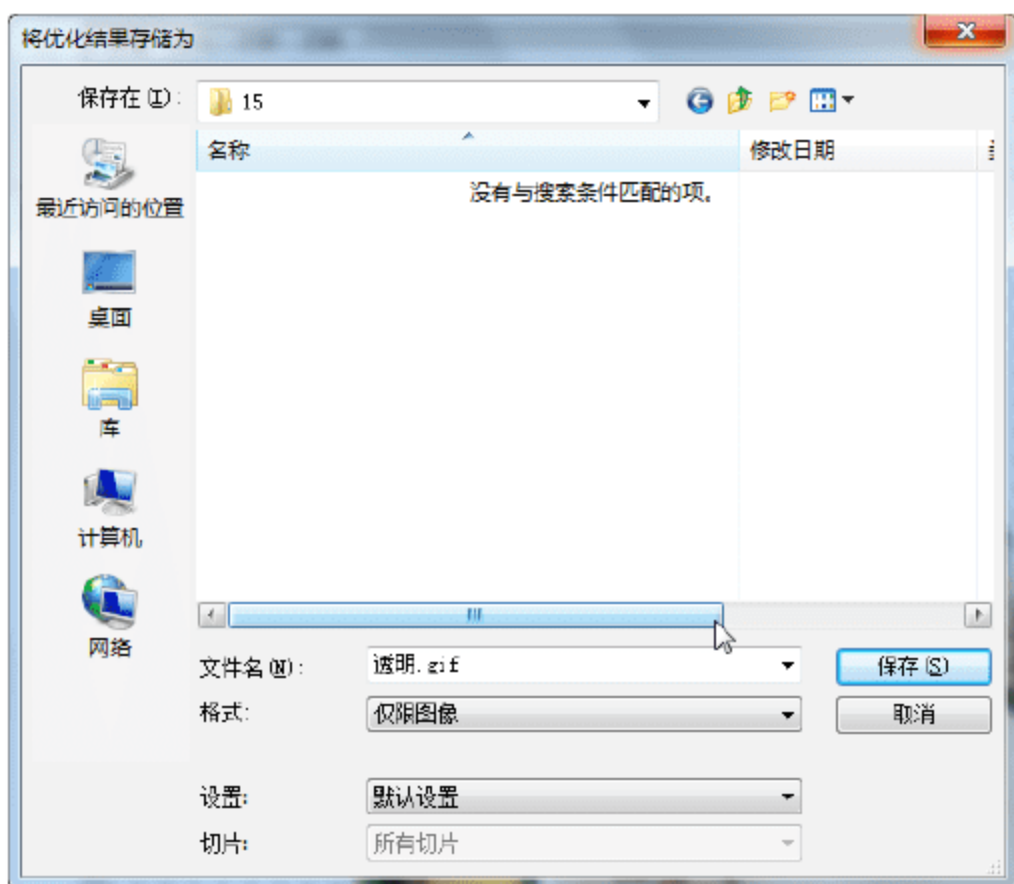 将优化结果存储为
保存在(I):
15
名称
修改日期
没有与搜索条件匹配的项。
最近访问的位置
桌面
库
计算机
网络
文件名(N):
透明.gif
保存(S)
格式:
仅限图像
取消
设置:
默认设置
切片:
所有切片